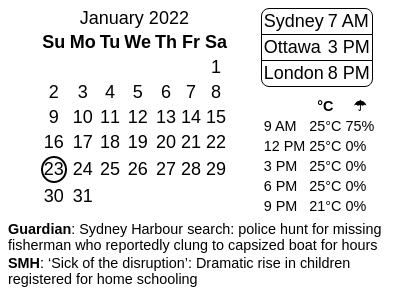 January 2022
Su Mo Tu We Th Fr Sa
1
2 3 4 5 6 7 8
9 10 11 12 13 14 15
16 17 18 19 20 21 22
23 24 25 26 27 28 29
30 31
Sydney 7 AM
Ottawa 3 PM
London 8 PM
°C ☂
9 AM 25°C 75%
12 PM 25°C 0%
3 PM 25°C 0%
6 PM 25°C 0%
9 PM 21°C 0%
Guardian: Sydney Harbour search: police hunt for missing
fisherman who reportedly clung to capsized boat for hours
SMH: ‘Sick of the disruption’: Dramatic rise in children
registered for home schooling